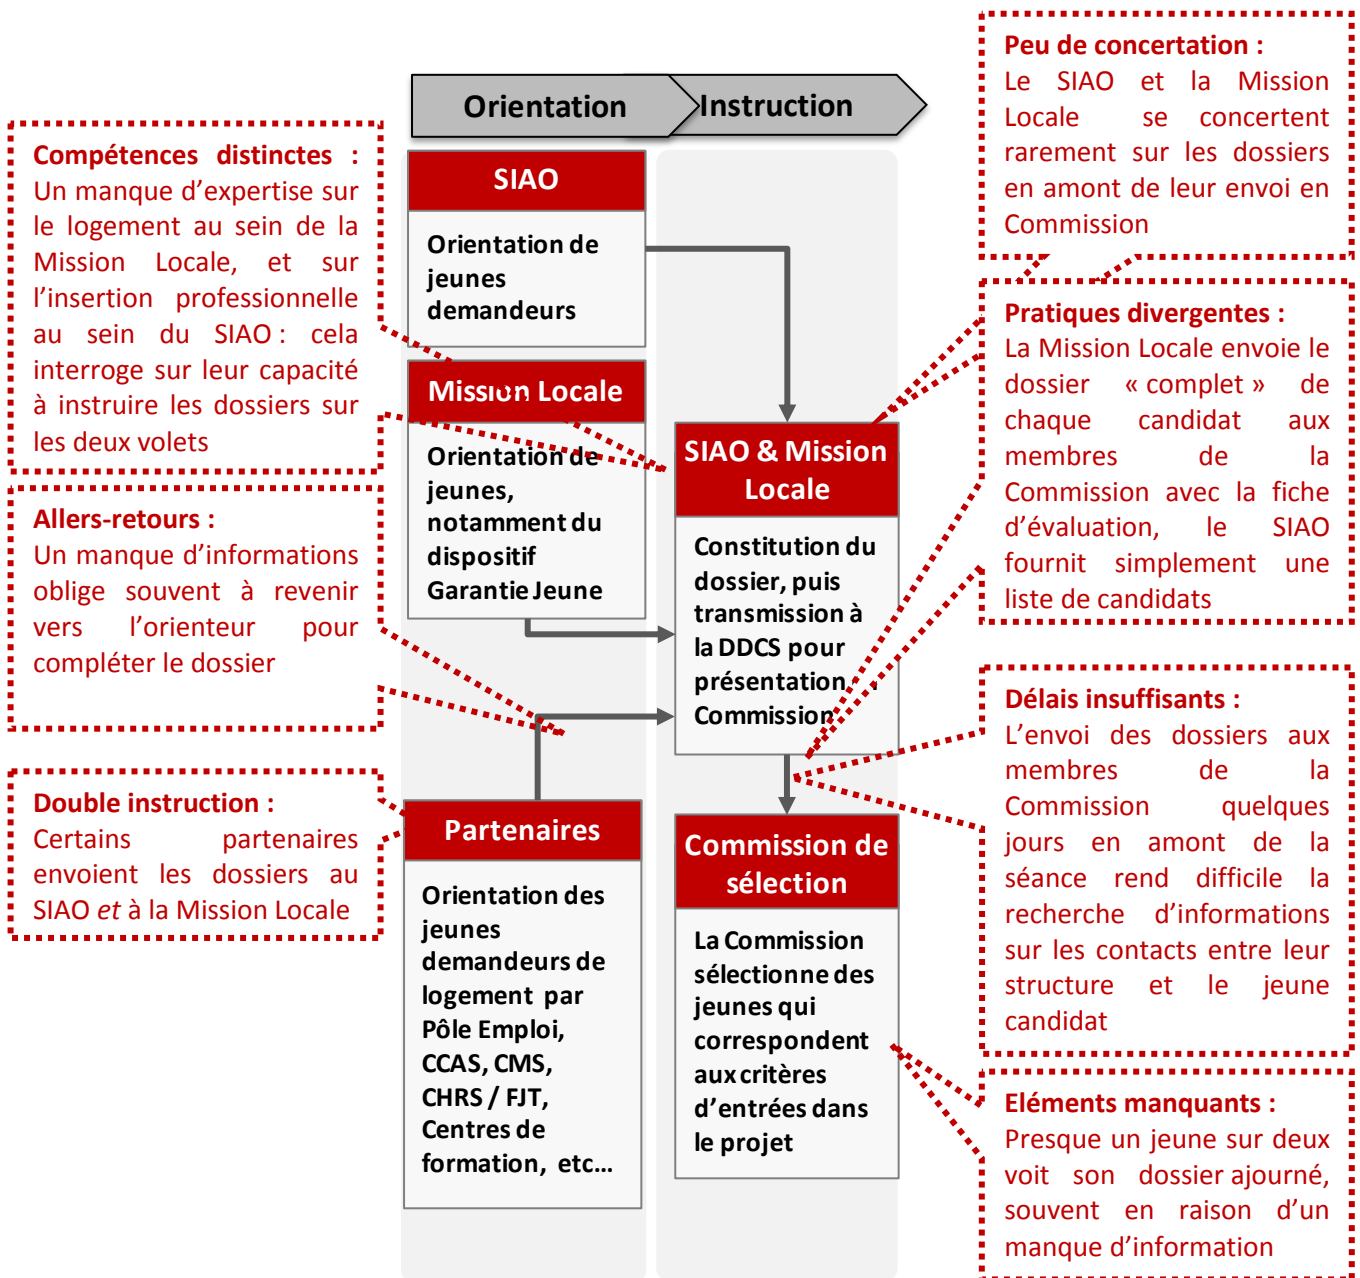 Orientation
Instruction
Compétences distinctes :
Un manque d'expertise sur
le logement au sein de la
Mission Locale, et sur
l'insertion professionnelle
au sein du SIAO : cela
interroge sur leur capacité
à instruire les dossiers sur
les deux volets
Allers-retours :
Un manque d'informations
oblige souvent à revenir
vers l'orienteur pour
compléter le dossier
Double instruction :
Certains partenaires
envoient les dossiers au
SIAO et à la Mission Locale
SIAO
Orientation de
jeunes
demandeurs
Mission Locale
Orientation de
jeunes,
notamment du
dispositif
Garantie Jeune
Partenaires
Orientation des
jeunes
demandeurs de
logement par
Pôle Emploi,
CCAS, CMS,
CHRS / FJT,
Centres de
formation, etc...
SIAO & Mission
Locale
Constitution du
dossier, puis
transmission à
la DDCS pour
présentation
Commission
Commission de
sélection
La Commission
sélectionne des
jeunes qui
correspondent
aux critères
d'entrées dans
le projet
Peu de concertation :
Le SIAO et la Mission
Locale se concertent
rarement sur les dossiers
en amont de leur envoi en
Commission
Pratiques divergentes :
La Mission Locale envoie le
dossier « complet » de
chaque candidat aux
membres de la
Commission avec la fiche
d'évaluation, le SIAO
fournit simplement une
liste de candidats
Délais insuffisants :
L'envoi des dossiers aux
membres de la
Commission quelques
jours en amont de la
séance rend difficile la
recherche d'informations
sur les contacts entre leur
structure et le jeune
candidat
Eléments manquants :
Presque un jeune sur deux
voit son dossier ajourné,
souvent en raison d'un
manque d'information